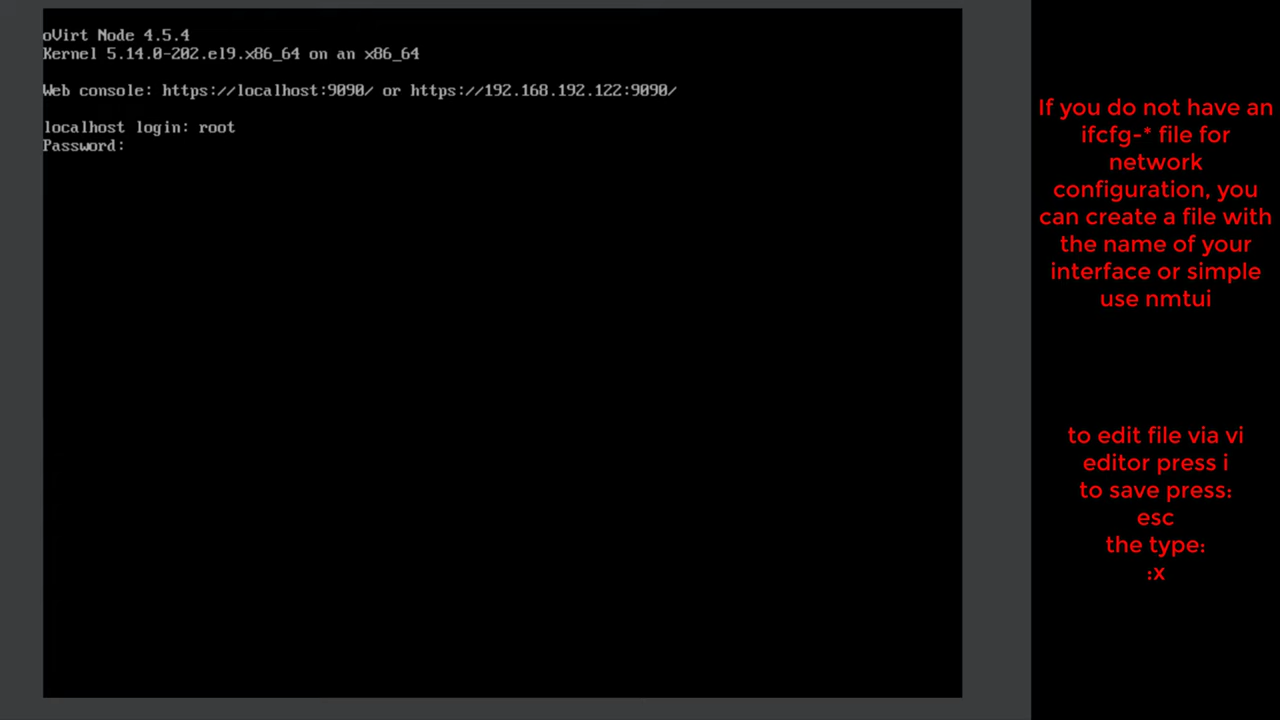 oVirt Node 4.5.4
Kernel 5.14.0-202.el9.x86_64 on an x86_64
Web console: https://localhost:9090/ or https://192.168.192.122:9090/
localhost login: root
Password:
If you do not have an
ifcfg-* file for
network
configuration, you
can create a file with
the name of your
interface or simple
use nmtui
to edit file via vi
editor press i
to save press:
esc
the type:
:x